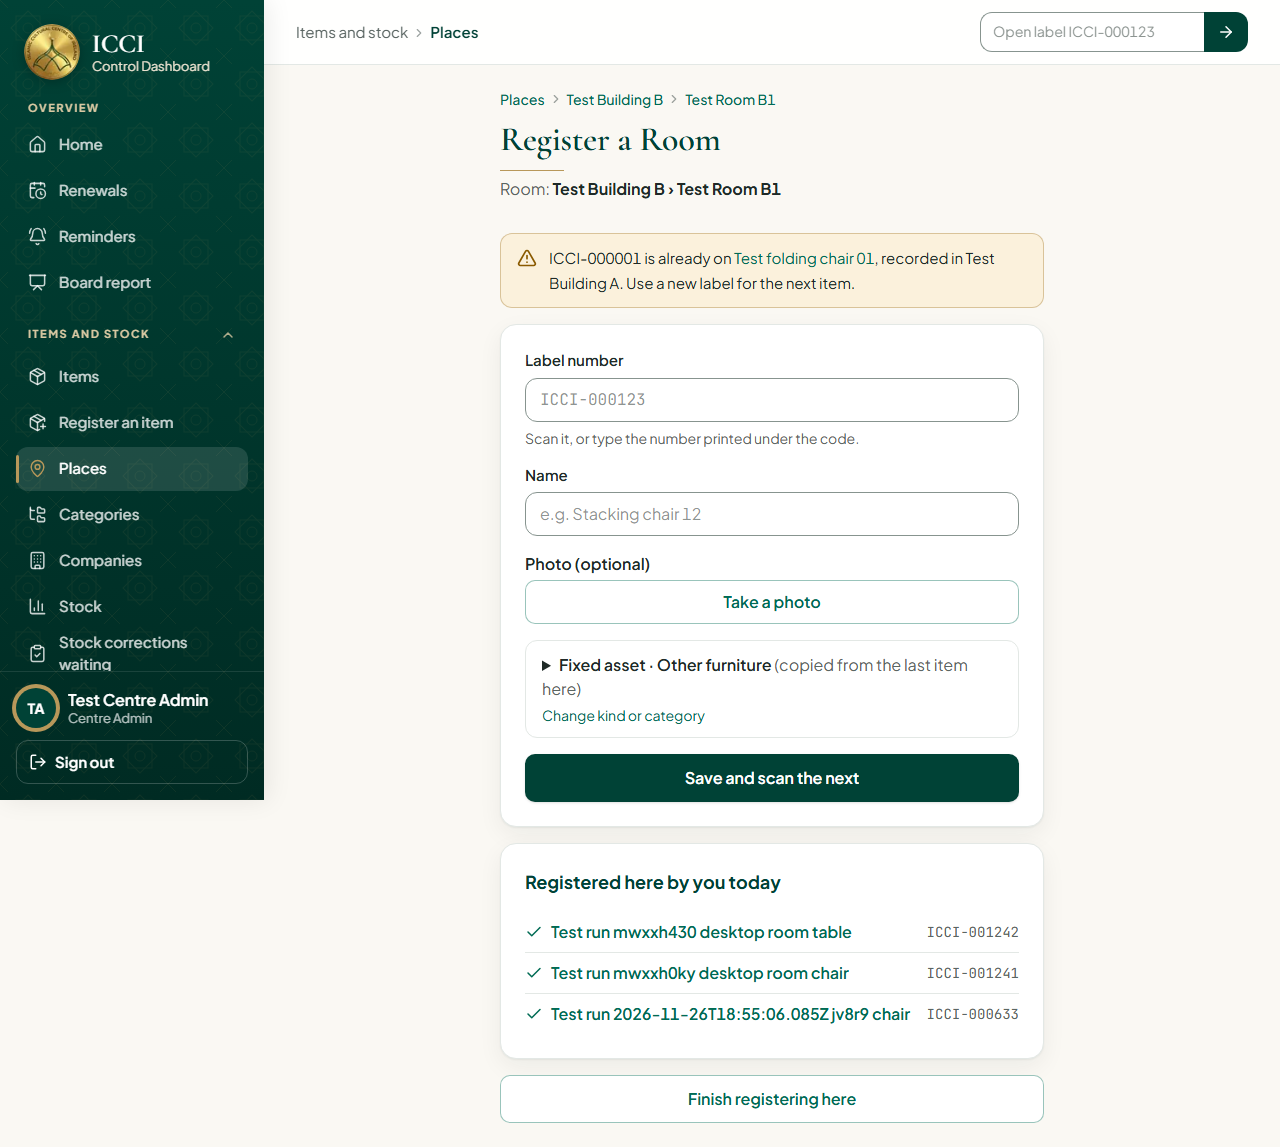 ICCI
Control Dashboard
OVERVIEW
Home
Renewals
Reminders
Board report
ITEMS AND STOCK
Items
Register an item
Places
Categories
Companies
Stock
Stock corrections
waiting
TA
Test Centre Admin
Centre Admin
Sign out
Items and stock > Places
Open label ICCI-000123
Places > Test Building B > Test Room B1
Register a Room
Room: Test Building B › Test Room B1
ICCI-000001 is already on Test folding chair 01, recorded in Test
Building A. Use a new label for the next item.
Label number
ICCI-000123
Scan it, or type the number printed under the code.
Name
e.g. Stacking chair 12
Photo (optional)
Take a photo
Fixed asset · Other furniture (copied from the last item
here)
Change kind or category
Save and scan the next
Registered here by you today
Test run mwxxh430 desktop room table ICCI-001242
Test run mwxxh0ky desktop room chair ICCI-001241
Test run 2026-11-26T18:55:06.085Z jv8r9 chair ICCI-000633
Finish registering here